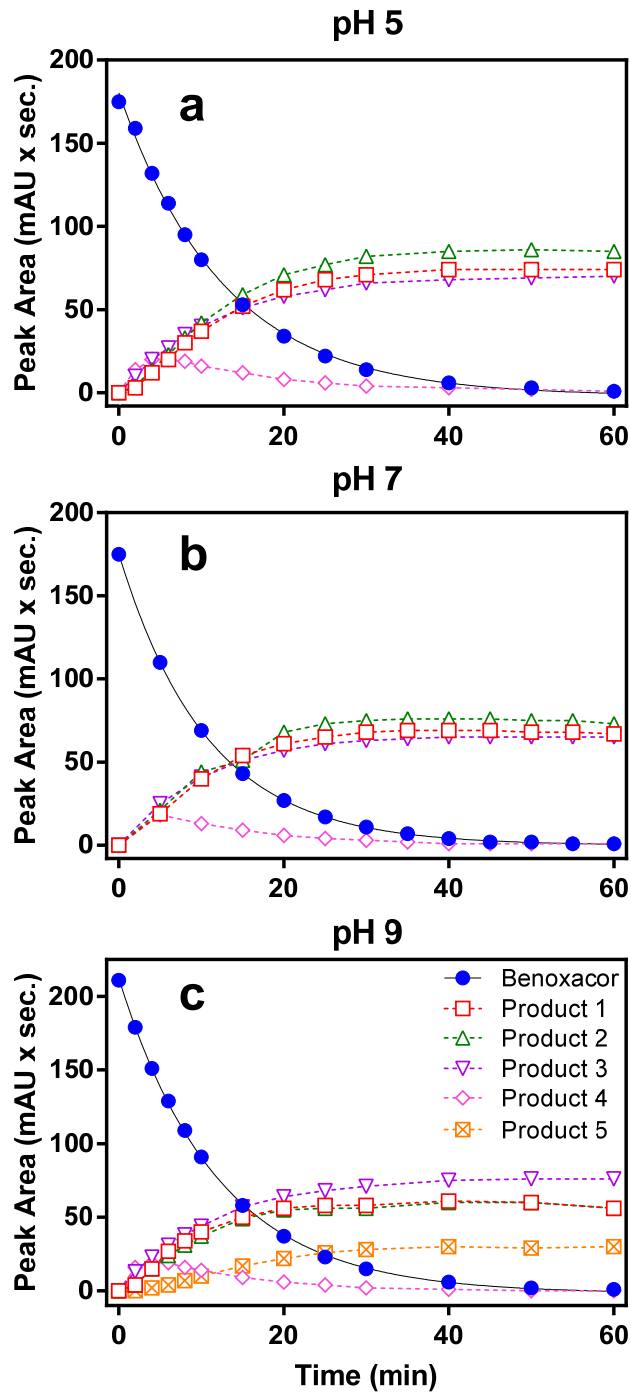 pH 5
a
Peak Area (mAU x sec.)
200
150
100
50
0
0 20 40 60
pH 7
b
Peak Area (mAU x sec.)
200
150
100
50
0
0 20 40 60
pH 9
c
Peak Area (mAU x sec.)
200
150
100
50
0
Benoxacor
Product 1
Product 2
Product 3
Product 4
Product 5
0 20 40 60
Time (min)